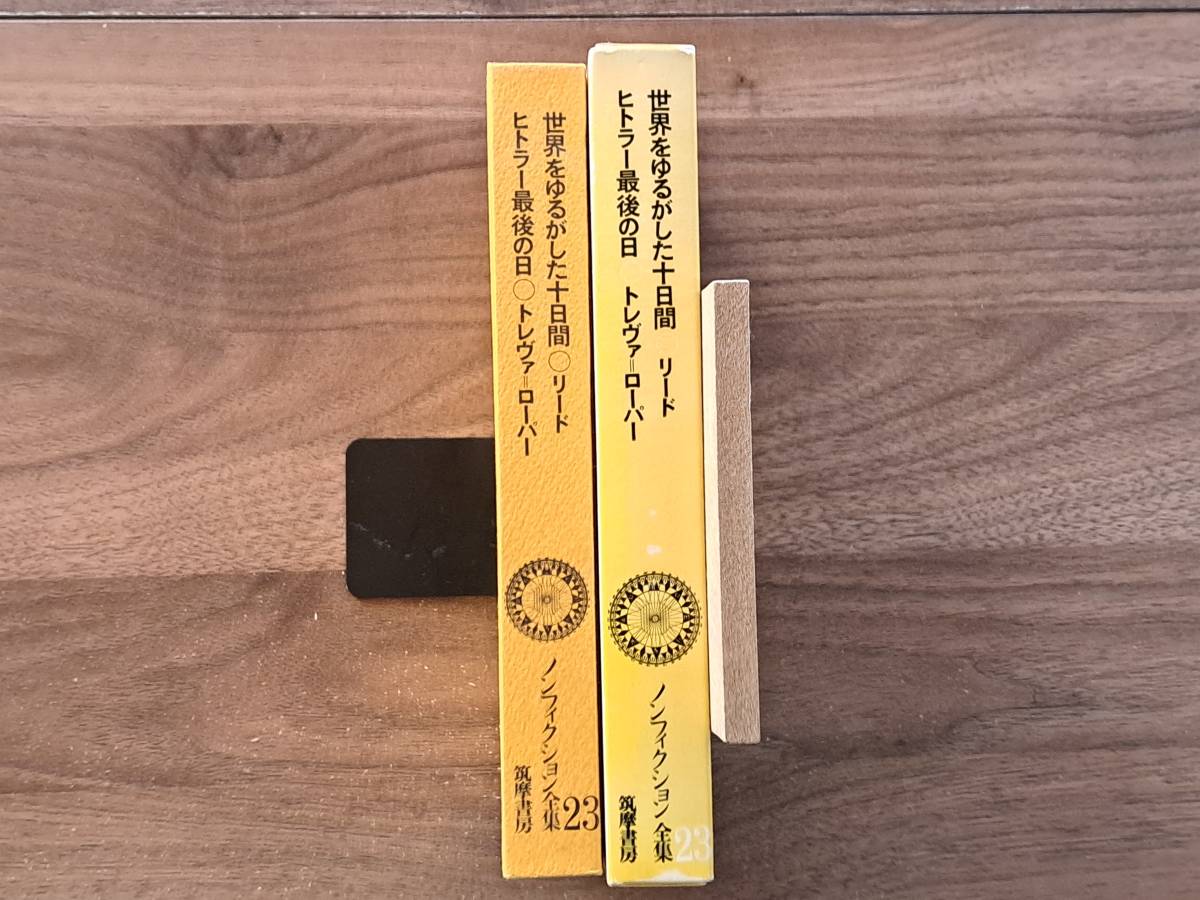 世界をゆるがした十日間○リード
ヒトラー最後の日○トレヴァ＝ローパー
ノンフィクション全集23
筑摩書房
世界をゆるがした十日間 リード
ヒトラー最後の日 トレヴァ＝ローパー
ノンフィクション全集23
筑摩書房